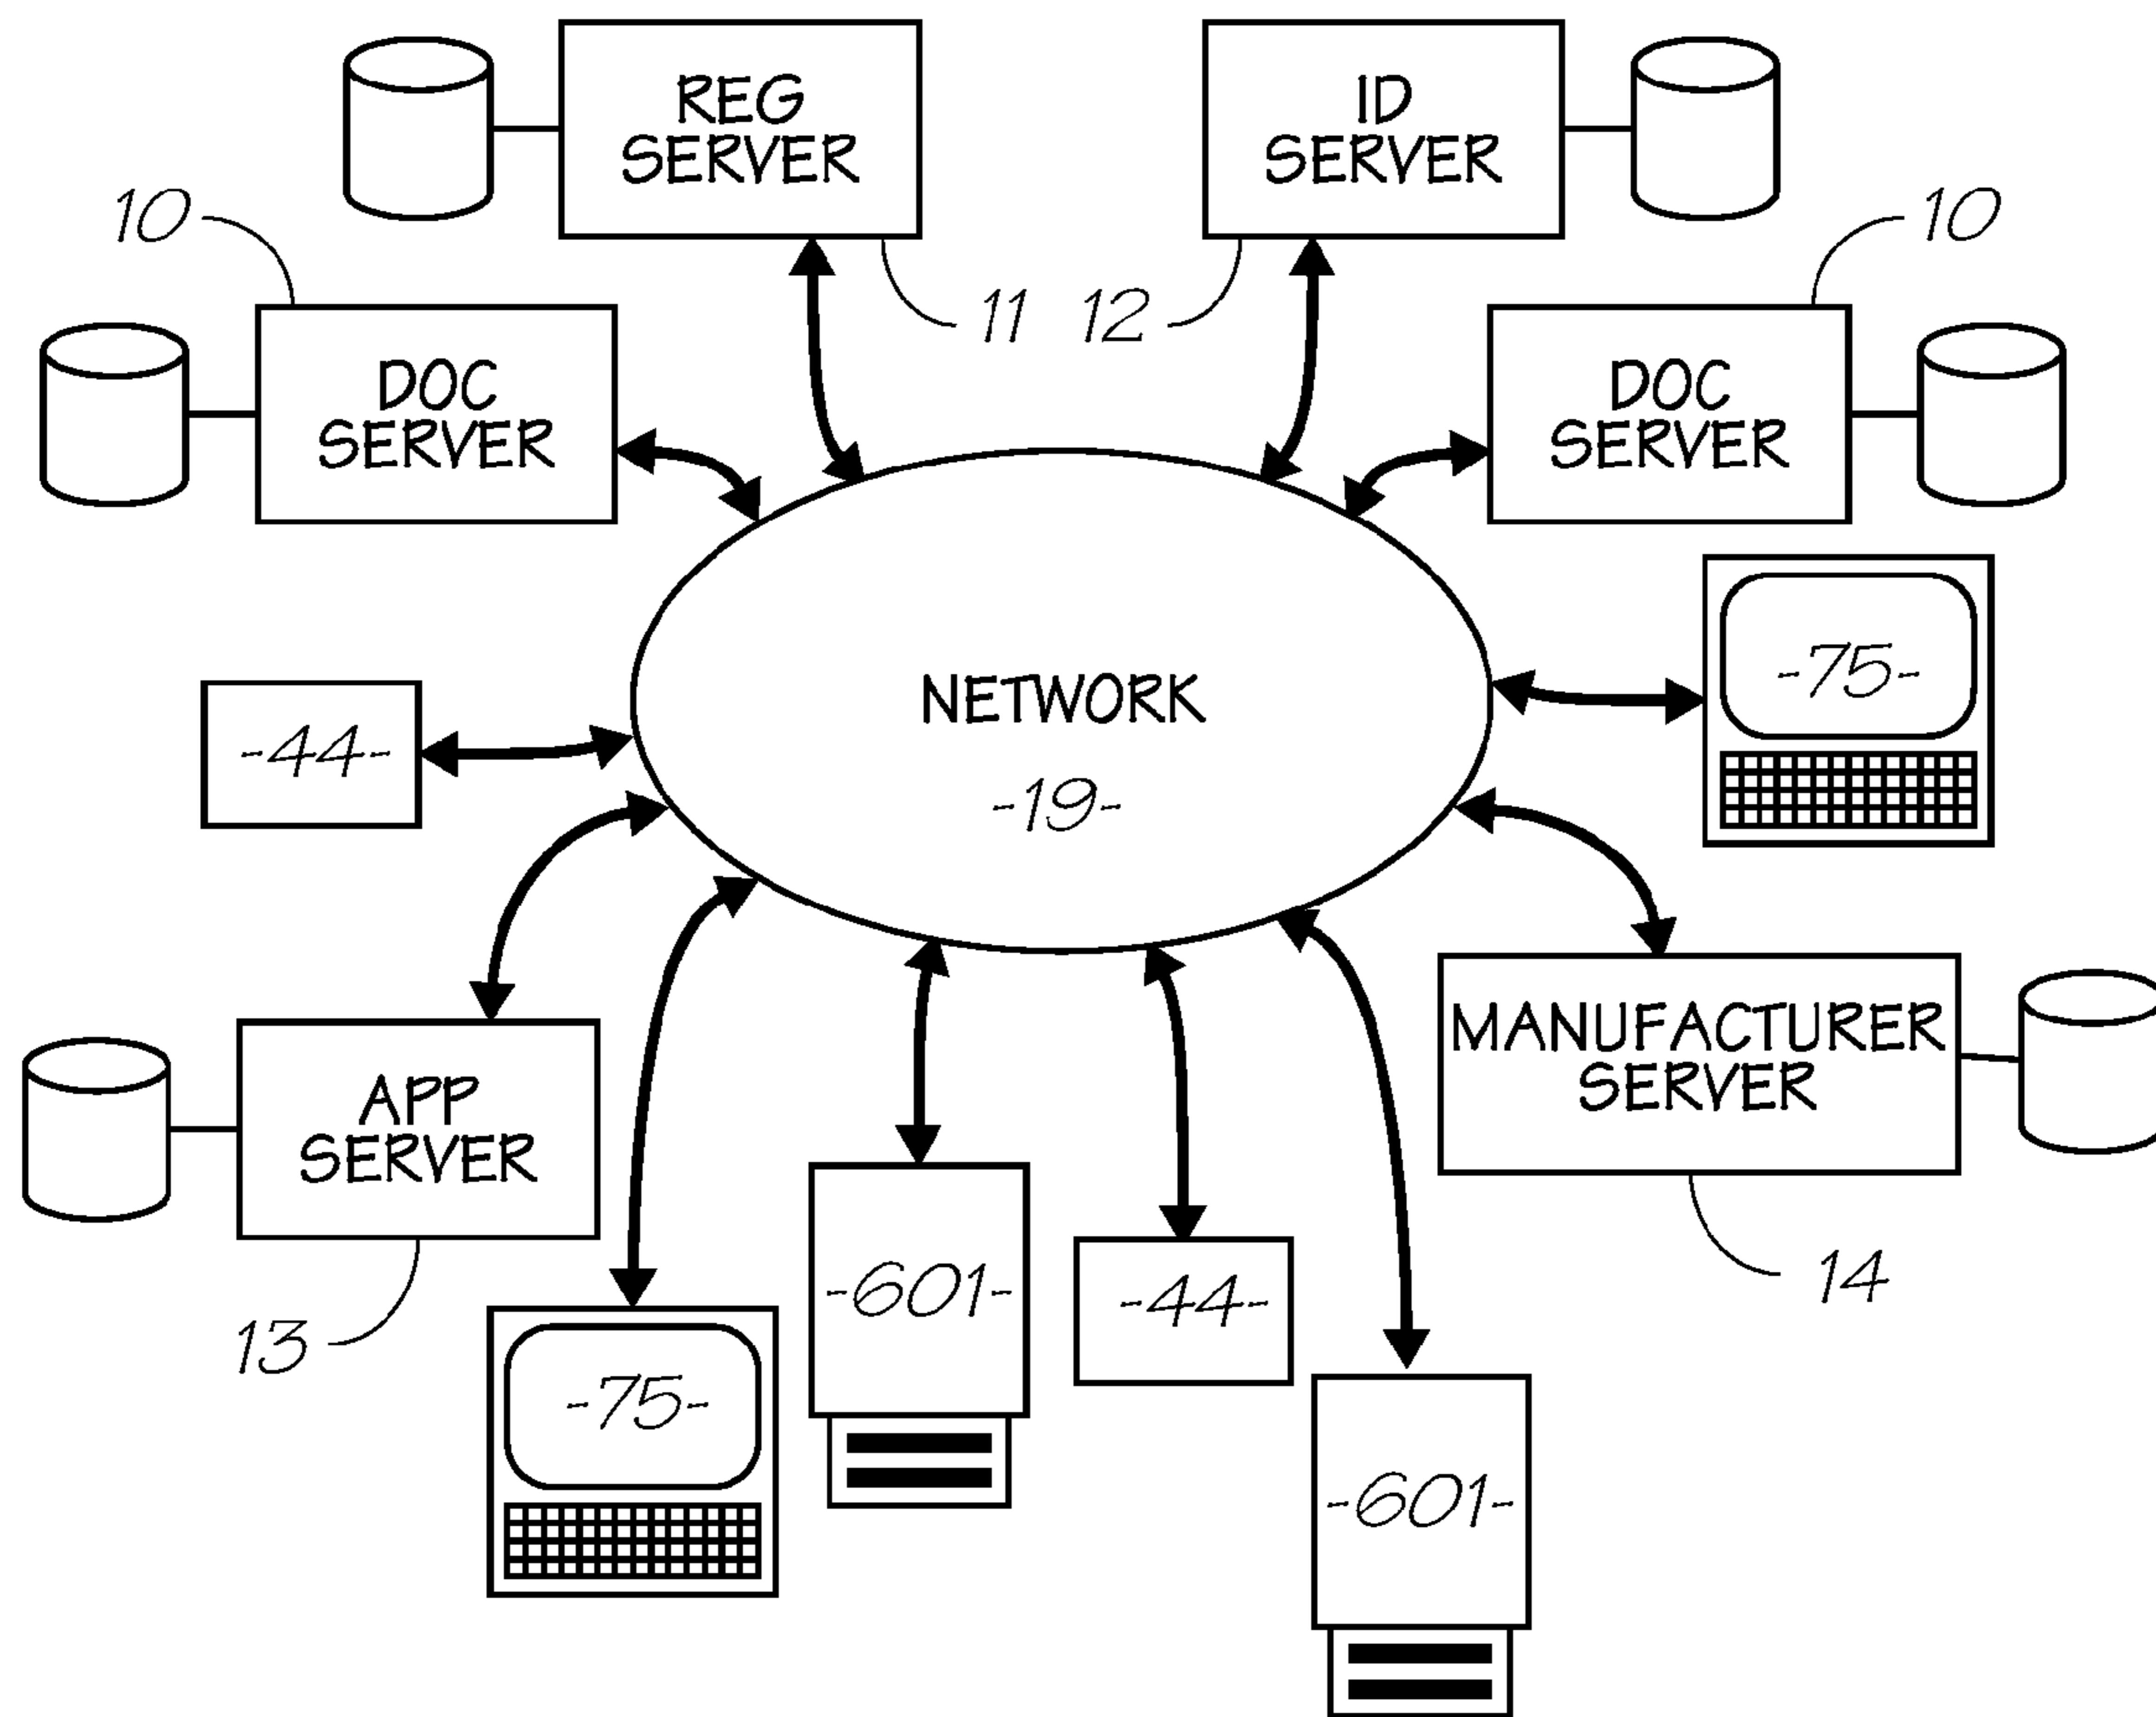 REG
SERVER
ID
SERVER
10
10
11
12
DOC
SERVER
DOC
SERVER
-75-
NETWORK
-19-
-44-
MANUFACTURER
SERVER
APP
SERVER
-601-
-44-
14
13
-75-
-601-